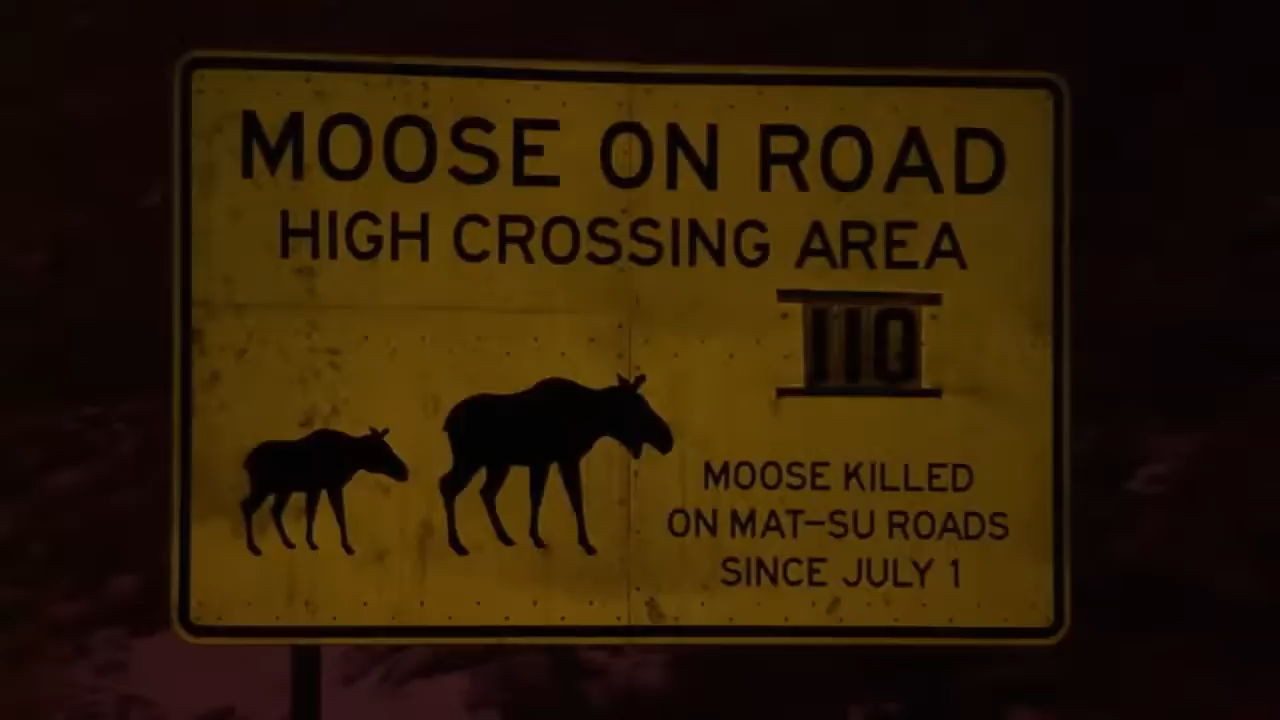 MOOSE ON ROAD
HIGH CROSSING AREA
110
MOOSE KILLED
ON MAT-SU ROADS
SINCE JULY 1